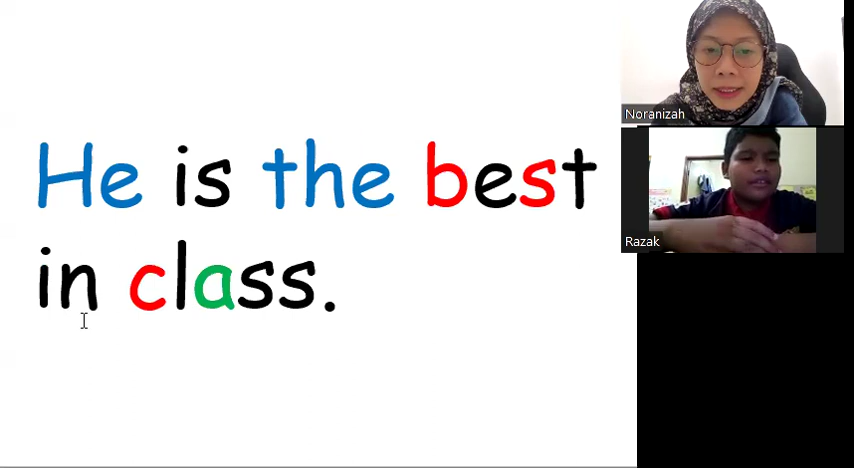 He is the best
in class.
Noranizah
Razak